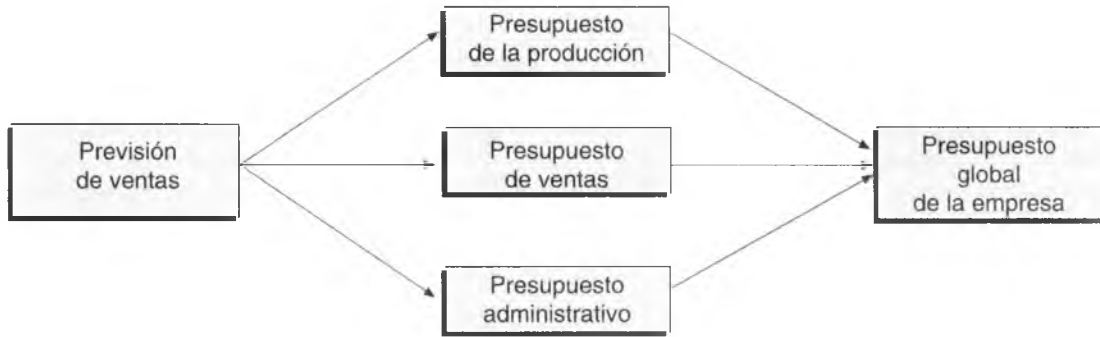 Previsión
de ventas
Presupuesto
de la producción
Presupuesto
de ventas
Presupuesto
administrativo
Presupuesto
global
de la empresa